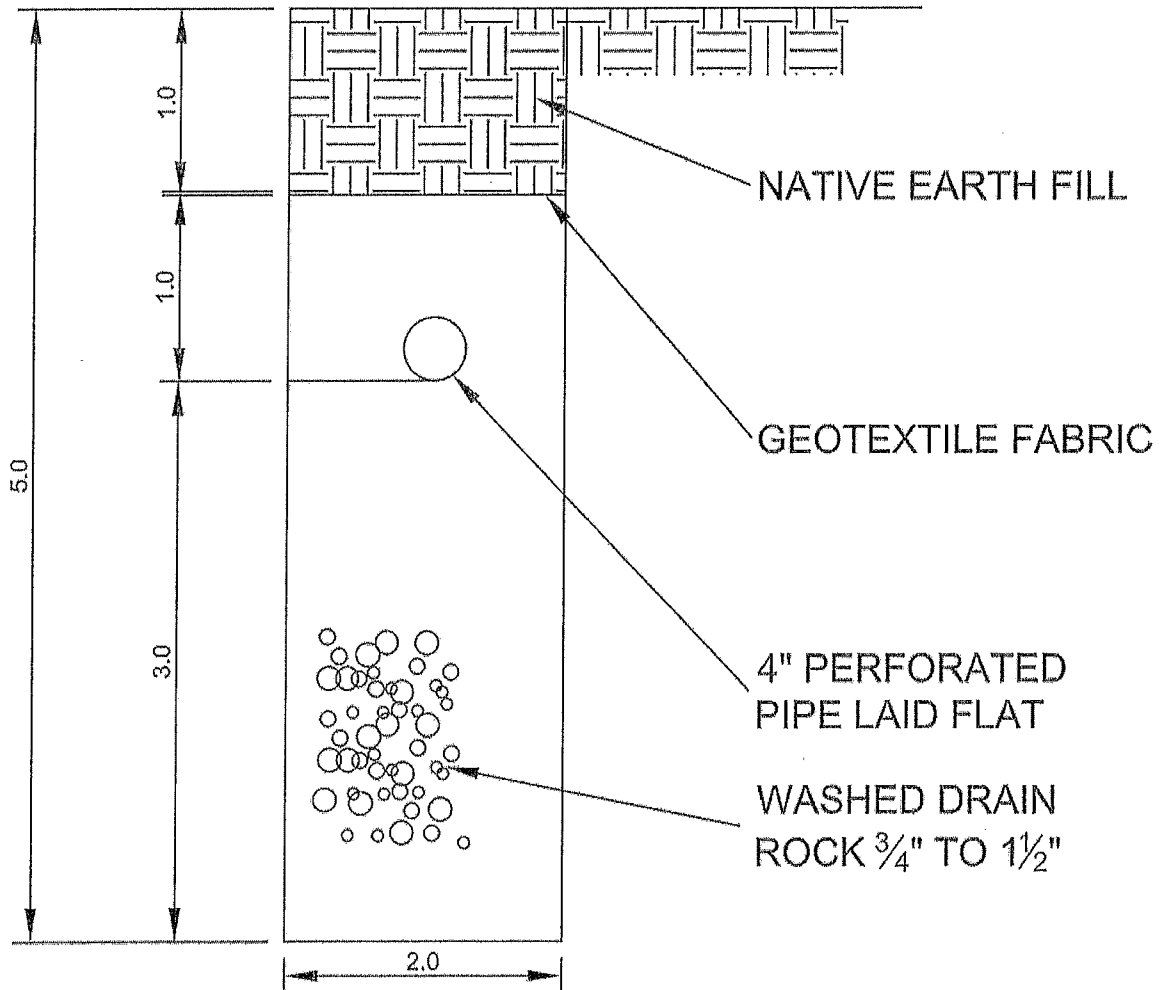 1.0
NATIVE EARTH FILL
1.0
GEOTEXTILE FABRIC
5.0
3.0
4" PERFORATED
PIPE LAID FLAT
WASHED DRAIN
ROCK ¾" TO 1½"
2.0